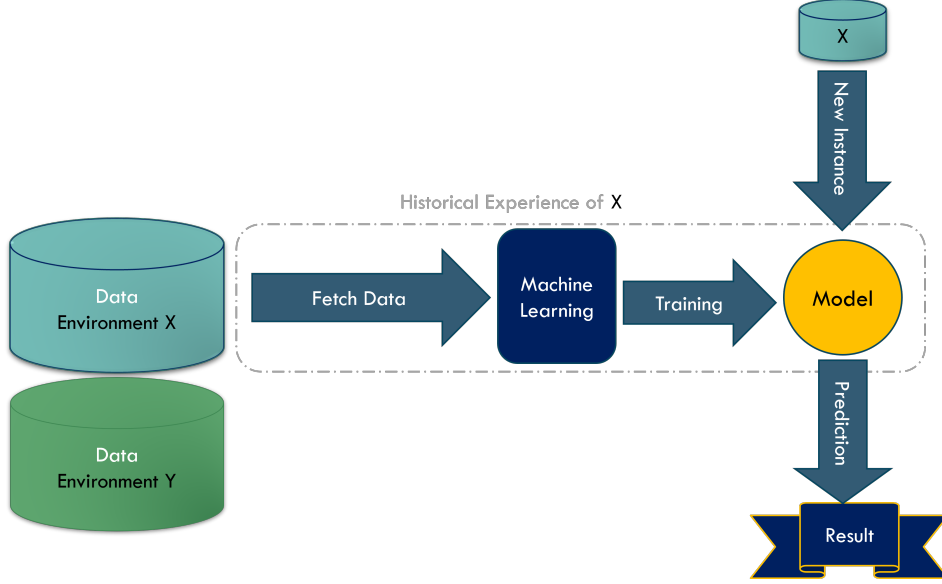 X
New Instance
Historical Experience of X
Data
Environment X
Fetch Data
Machine
Learning
Training
Model
Data
Environment Y
Prediction
Result